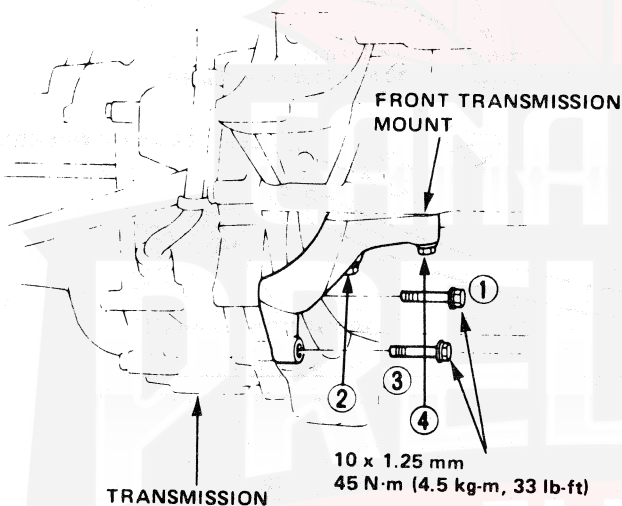 FRONT TRANSMISSION
MOUNT
1
2
3
4
10 x 1.25 mm
45 N·m (4.5 kg-m, 33 lb-ft)
TRANSMISSION